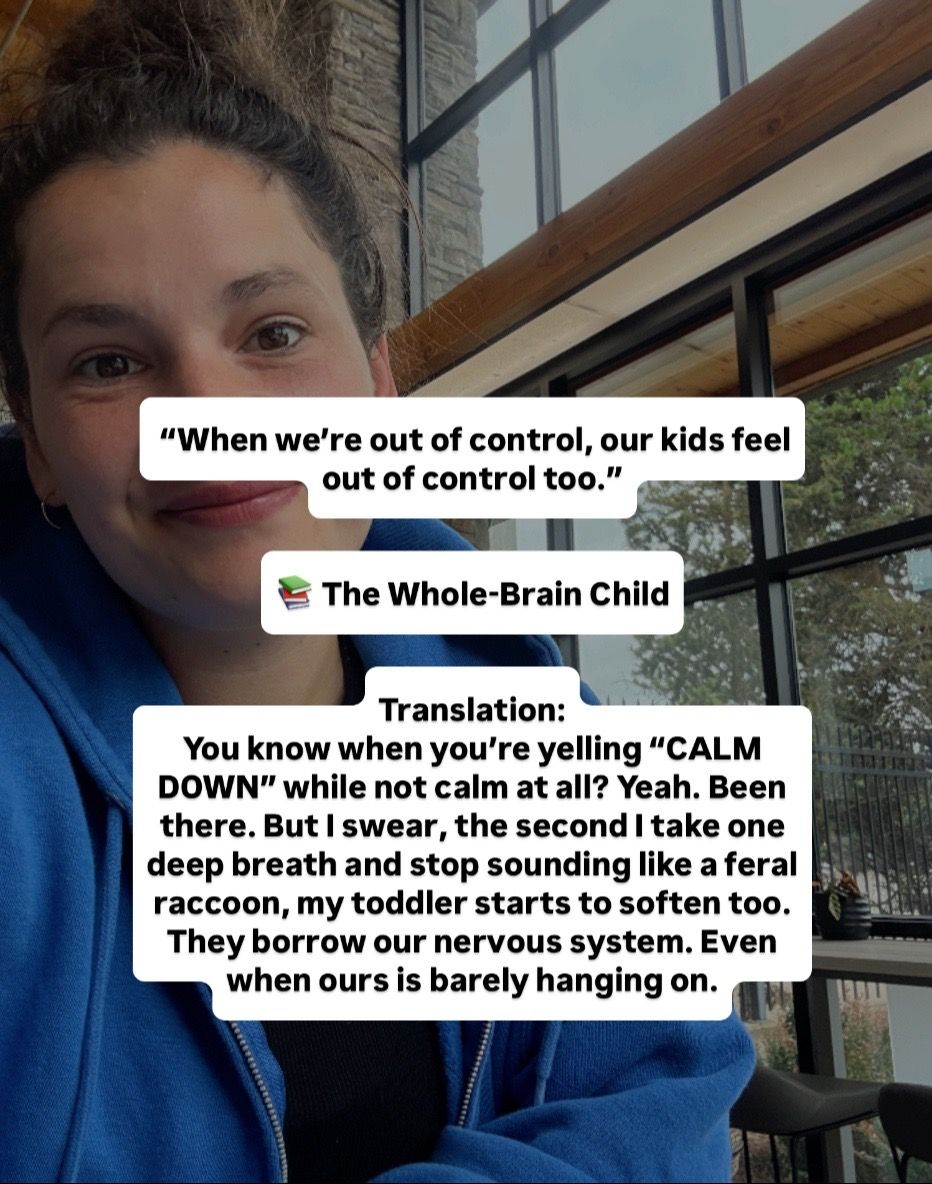 “When we’re out of control, our kids feel
out of control too.”
📚 The Whole-Brain Child
Translation:
You know when you’re yelling “CALM
DOWN” while not calm at all? Yeah. Been
there. But I swear, the second I take one
deep breath and stop sounding like a feral
raccoon, my toddler starts to soften too.
They borrow our nervous system. Even
when ours is barely hanging on.